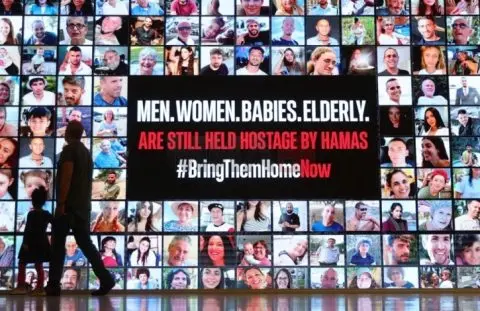 MEN. WOMEN. BABIES. ELDERLY.
ARE STILL HELD HOSTAGE BY HAMAS
#BringThemHomeNow